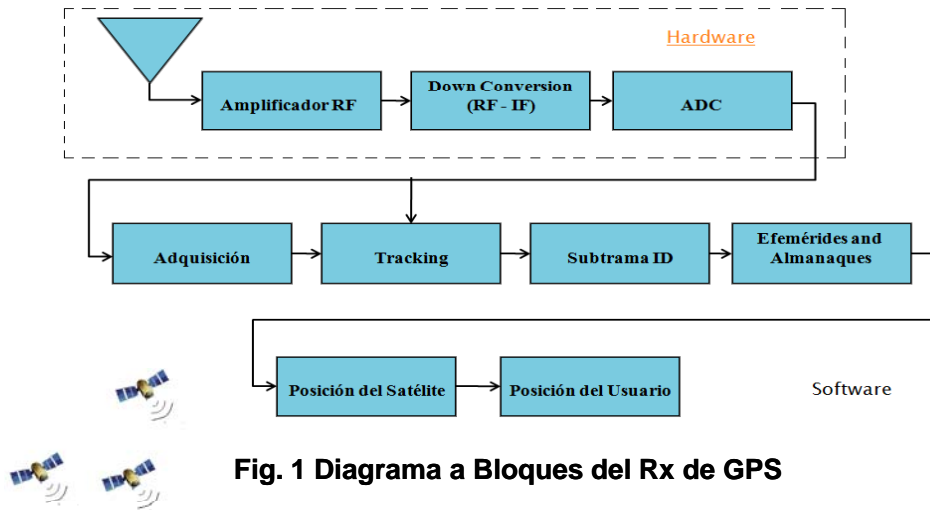 Hardware
Amplificador RF
Down Conversion
(RF - IF)
ADC
Adquisición
Tracking
Subtrama ID
Efemérides and
Almanaques
Posición del Satélite
Posición del Usuario
Software
Fig. 1 Diagrama a Bloques del Rx de GPS